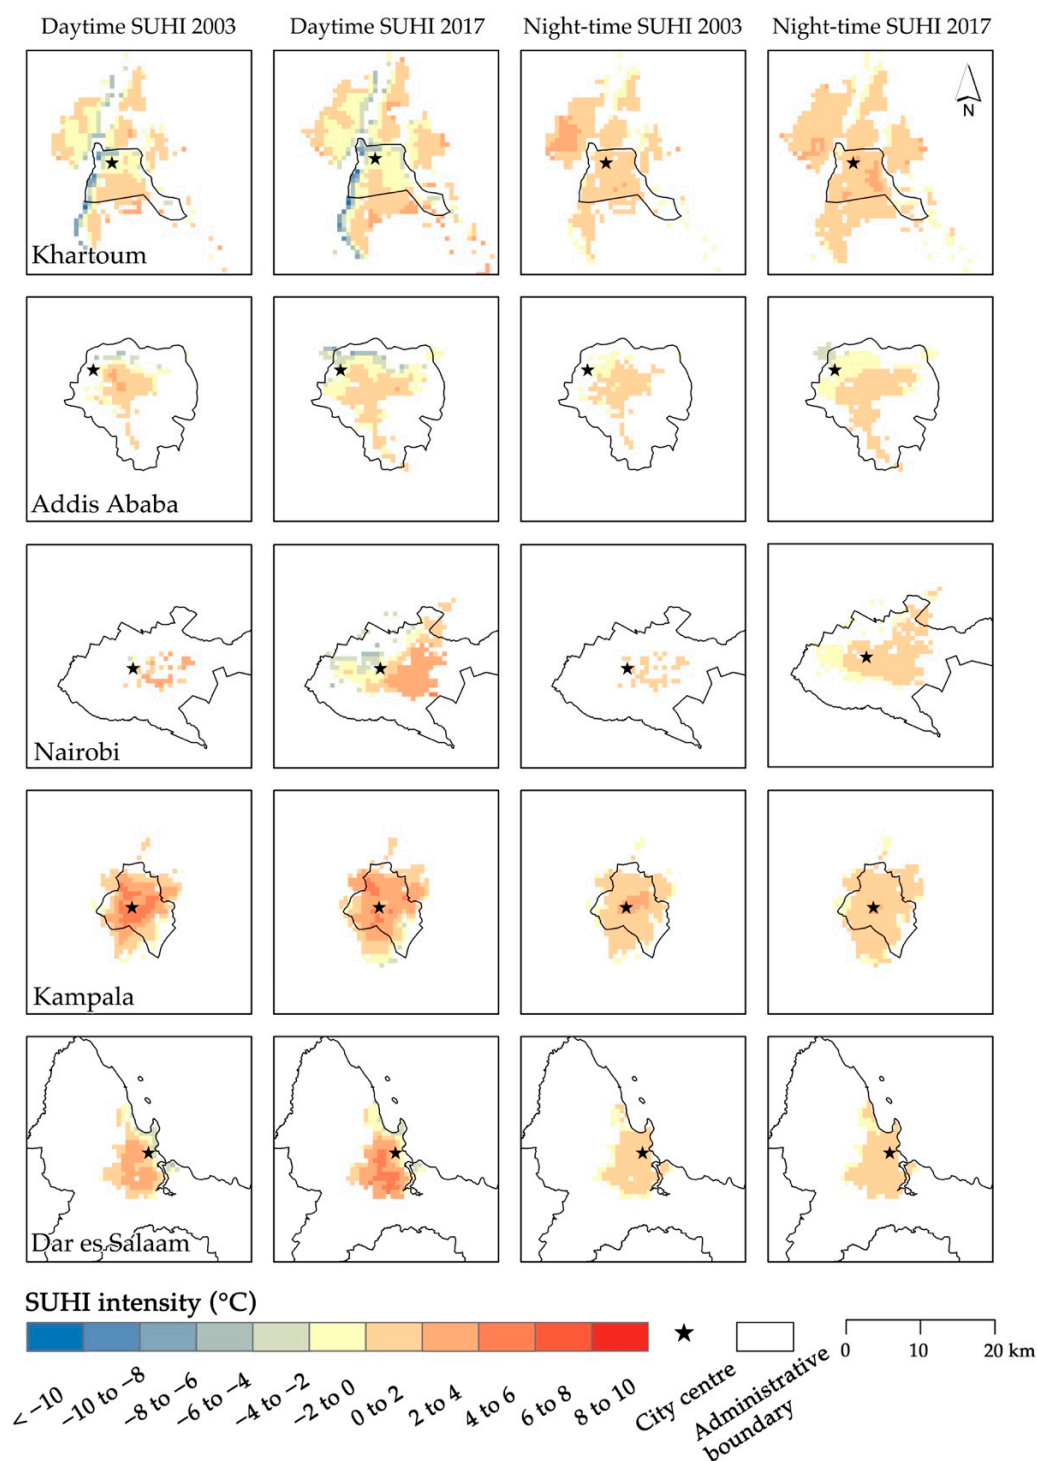 Daytime SUHI 2003 Daytime SUHI 2017 Night-time SUHI 2003 Night-time SUHI 2017
N
Khartoum
Addis Ababa
Nairobi
Kampala
Dar es Salaam
SUHI intensity (°C)
< −10
−10 to −8
−8 to −6
−6 to −4
−4 to −2
−2 to 0
0 to 2
2 to 4
4 to 6
6 to 8
8 to 10
City centre
Administrative
boundary
0 10 20 km